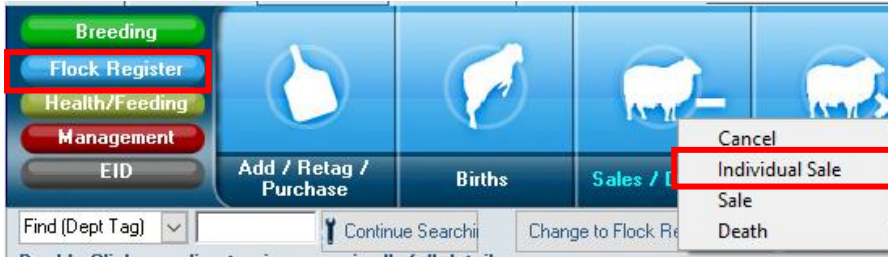 Breeding
Flock Register
Health/Feeding
Management
EID
Add / Retag /
Purchase
Births
Sales /
Cancel
Individual Sale
Sale
Death
Find (Dept Tag)
Continue Searchi
Change to Flock Re